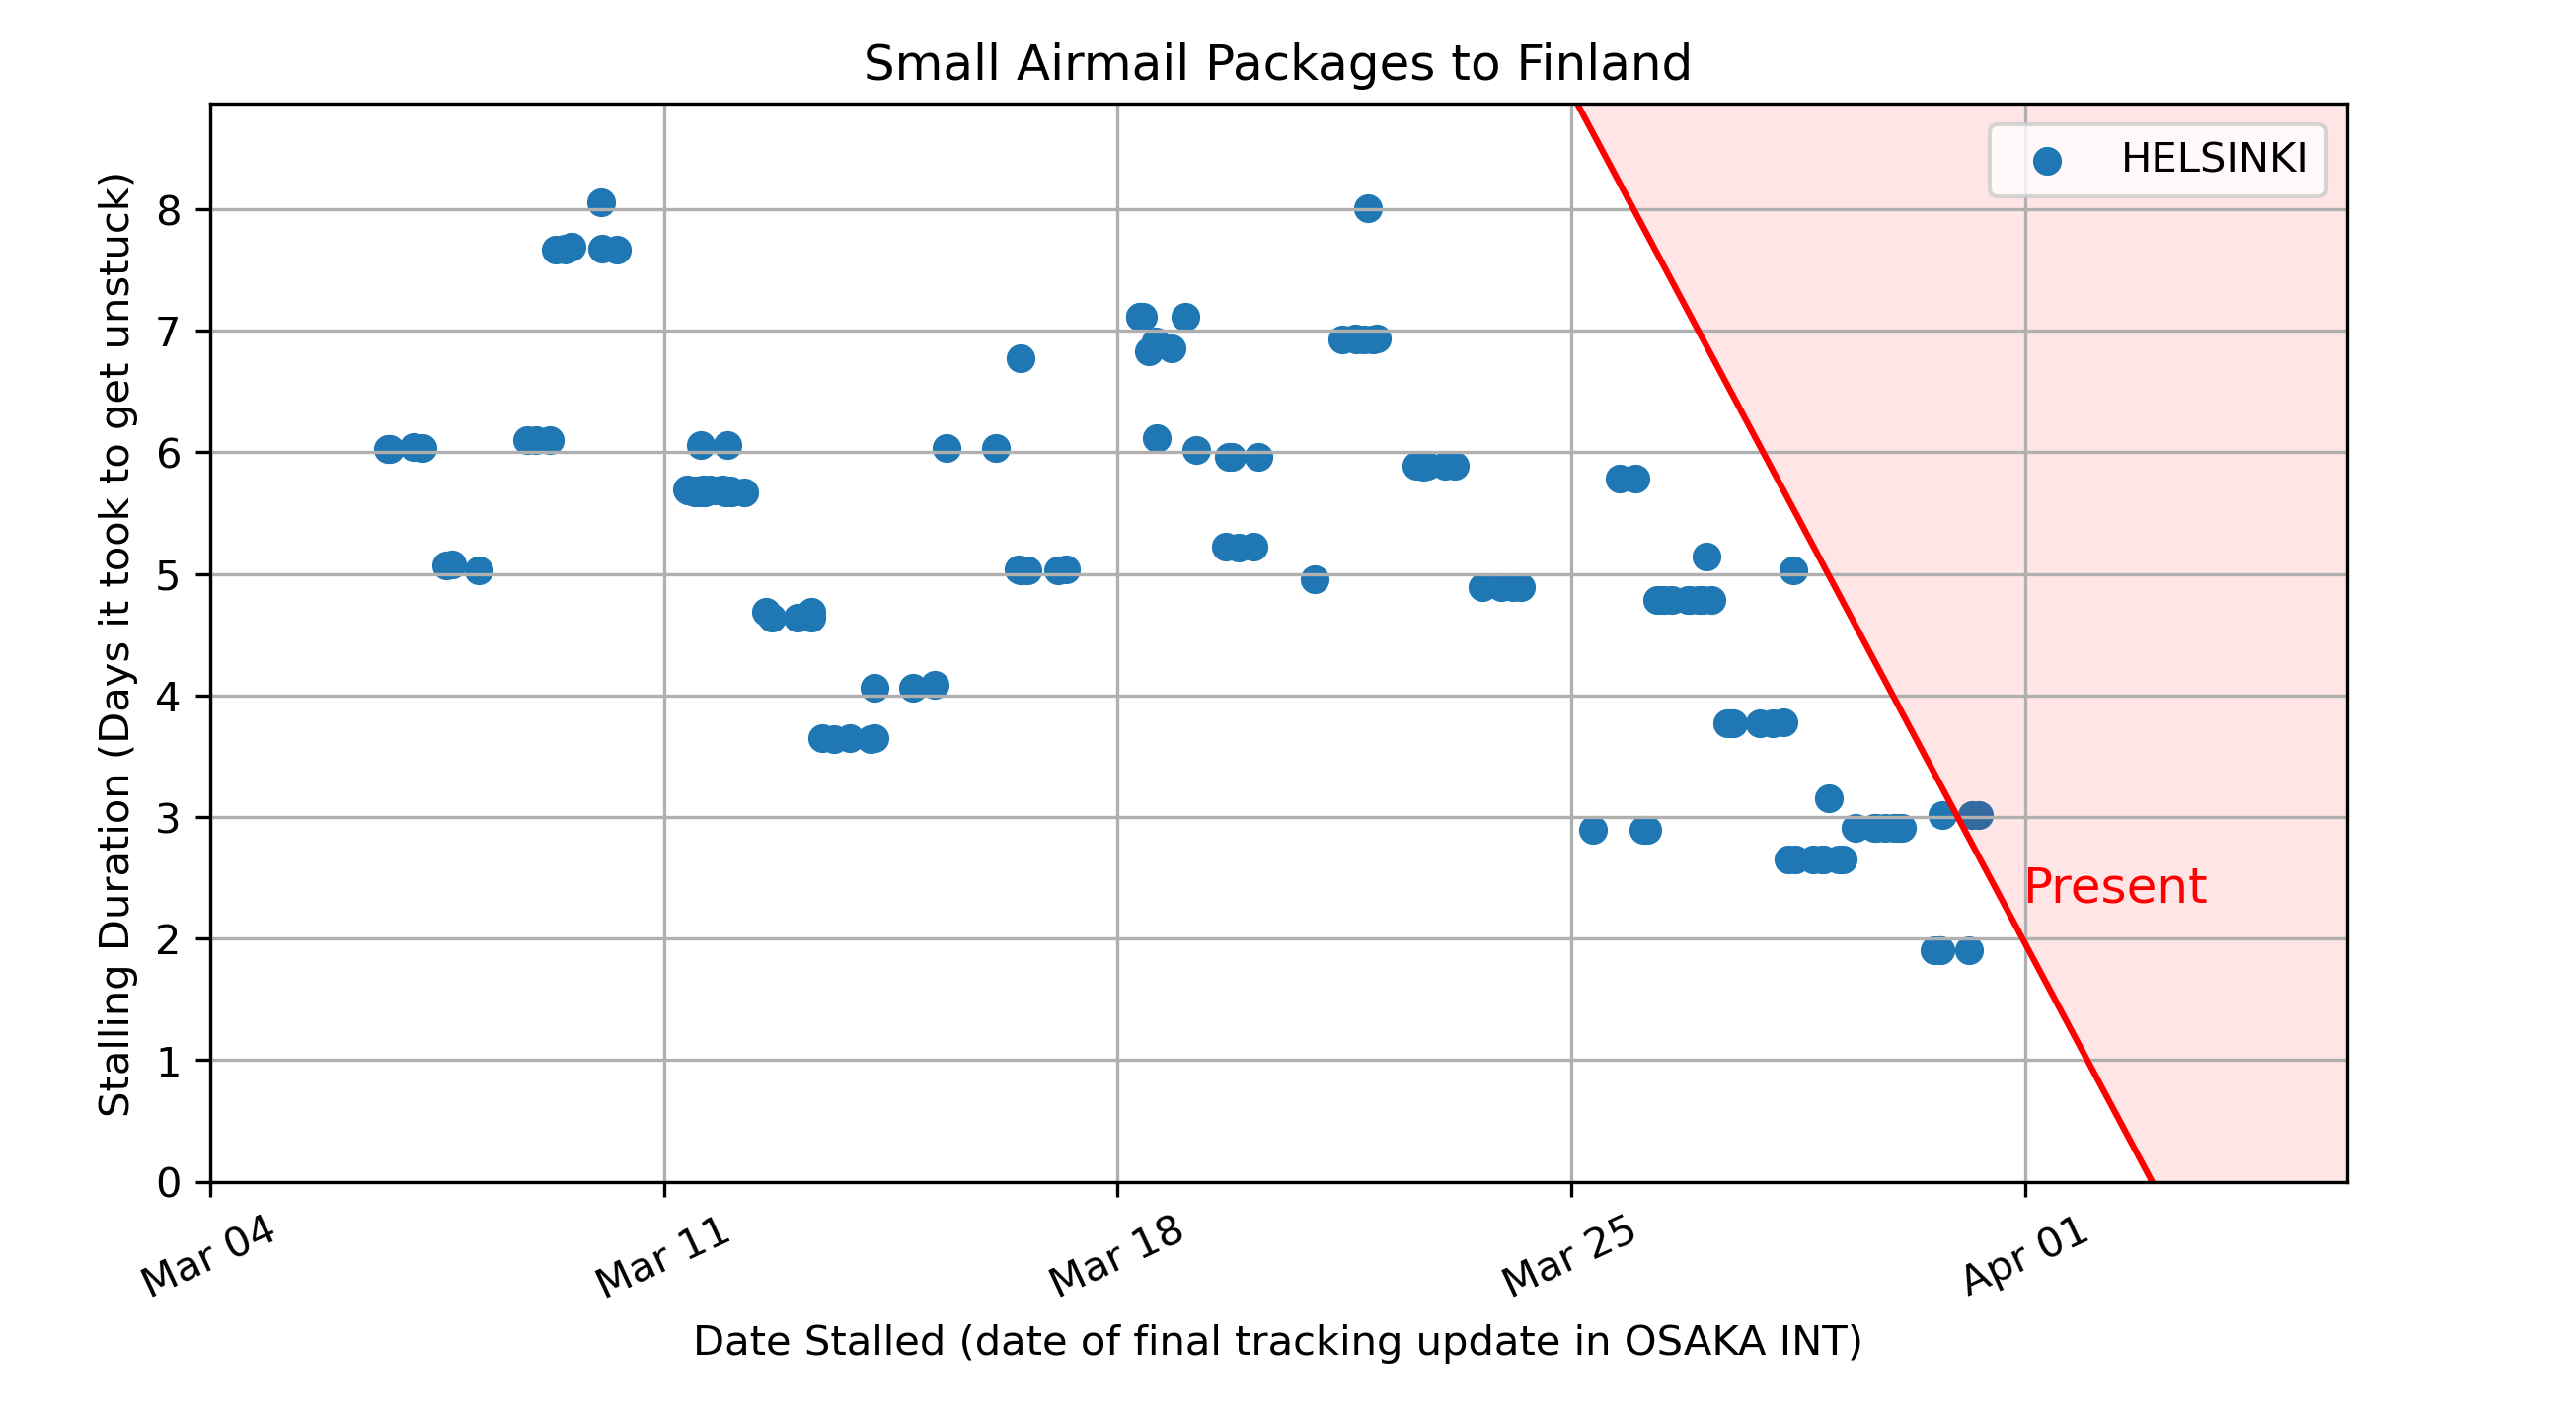 Small Airmail Packages to Finland
HELSINKI
Stalling Duration (Days it took to get unstuck)
8
7
6
5
4
3
2
1
0
Present
Mar 04
Mar 11
Mar 18
Mar 25
Apr 01
Date Stalled (date of final tracking update in OSAKA INT)